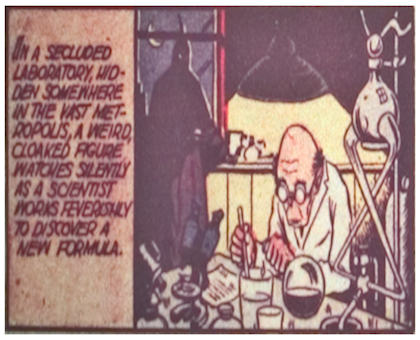 IN A SECLUDED
LABORATORY, HID-
DEN SOMEWHERE
IN THE VAST MET-
ROPOLIS, A WEIRD,
CLOAKED FIGURE
WATCHES SILENTLY
AS A SCIENTIST
WORKS FEVERISHLY
TO DISCOVER A
NEW FORMULA.